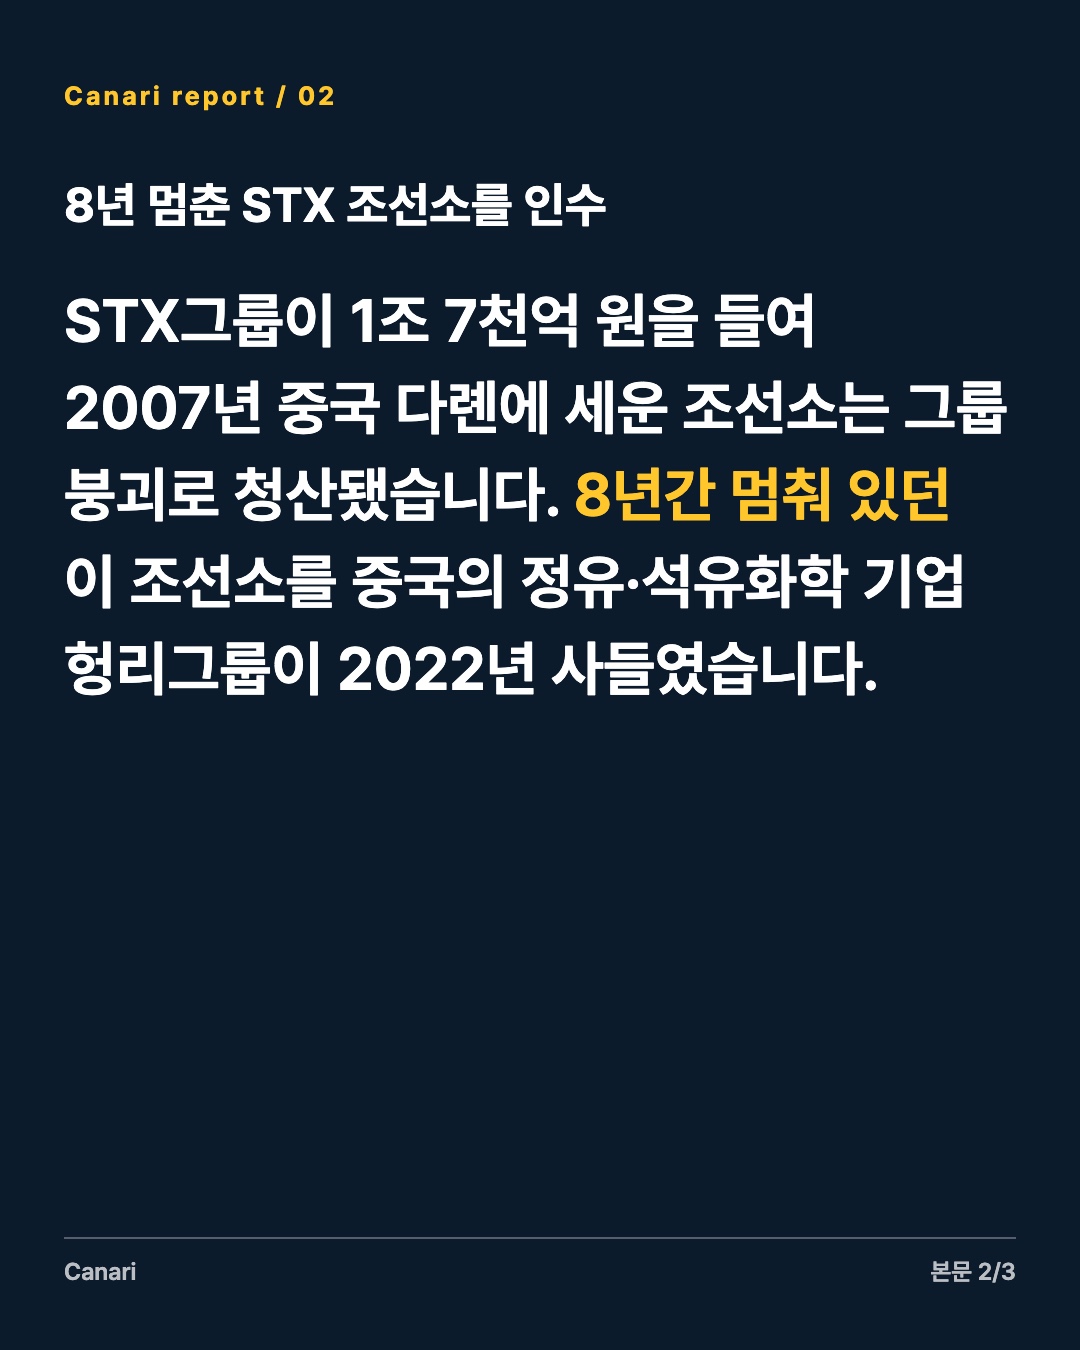 Canari report / 02
8년 멈춘 STX 조선소를 인수
STX그룹이 1조 7천억 원을 들여
2007년 중국 다롄에 세운 조선소는 그룹
붕괴로 청산됐습니다. 8년간 멈춰 있던
이 조선소를 중국의 정유·석유화학 기업
헝리그룹이 2022년 사들였습니다.
Canari
본문 2/3